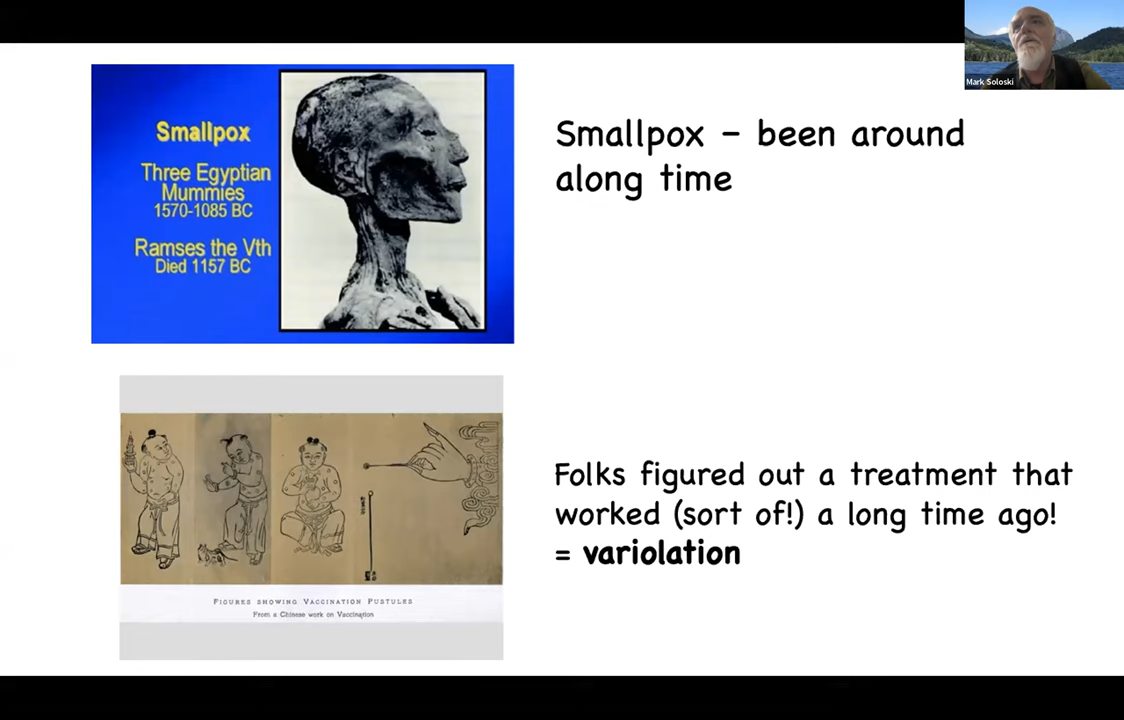 Mark Soloski
Smallpox
Three Egyptian
Mummies
1570-1085 BC
Ramses the Vth
Died 1157 BC
Smallpox – been around
along time
Figures showing Vaccination Pustules
From a Chinese work on Vaccination
Folks figured out a treatment that
worked (sort of!) a long time ago!
= variolation